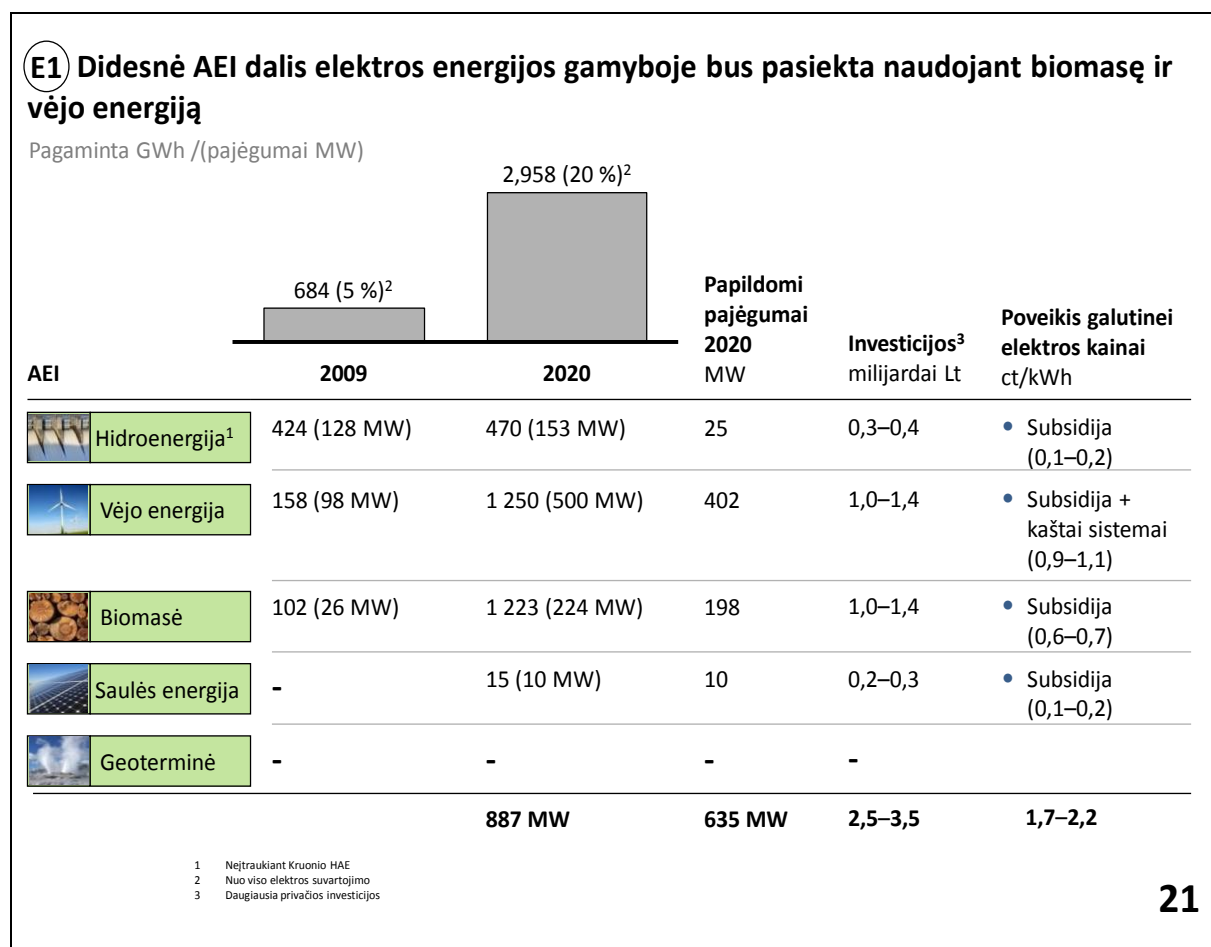 E1 Didesnė AEI dalis elektros energijos gamyboje bus pasiekta naudojant biomasę ir
vėjo energiją
Pagaminta GWh /(pajėgumai MW)
2,958 (20 %)²
684 (5 %)²
AEI
2009
2020
Papildomi
pajėgumai
2020
MW
Investicijos³
milijardai Lt
Poveikis galutinei
elektros kainai
ct/kWh
Hidroenergija¹ 424 (128 MW) 470 (153 MW) 25 0,3–0,4 • Subsidija
(0,1–0,2)
Vėjo energija 158 (98 MW) 1 250 (500 MW) 402 1,0–1,4 • Subsidija +
kaštai sistemai
(0,9–1,1)
Biomasė 102 (26 MW) 1 223 (224 MW) 198 1,0–1,4 • Subsidija
(0,6–0,7)
Saulės energija - 15 (10 MW) 10 0,2–0,3 • Subsidija
(0,1–0,2)
Geoterminė - - - -
887 MW 635 MW 2,5–3,5 1,7–2,2
1 Neįtraukiant Kruonio HAE
2 Nuo viso elektros suvartojimo
3 Daugiausia privačios investicijos
21